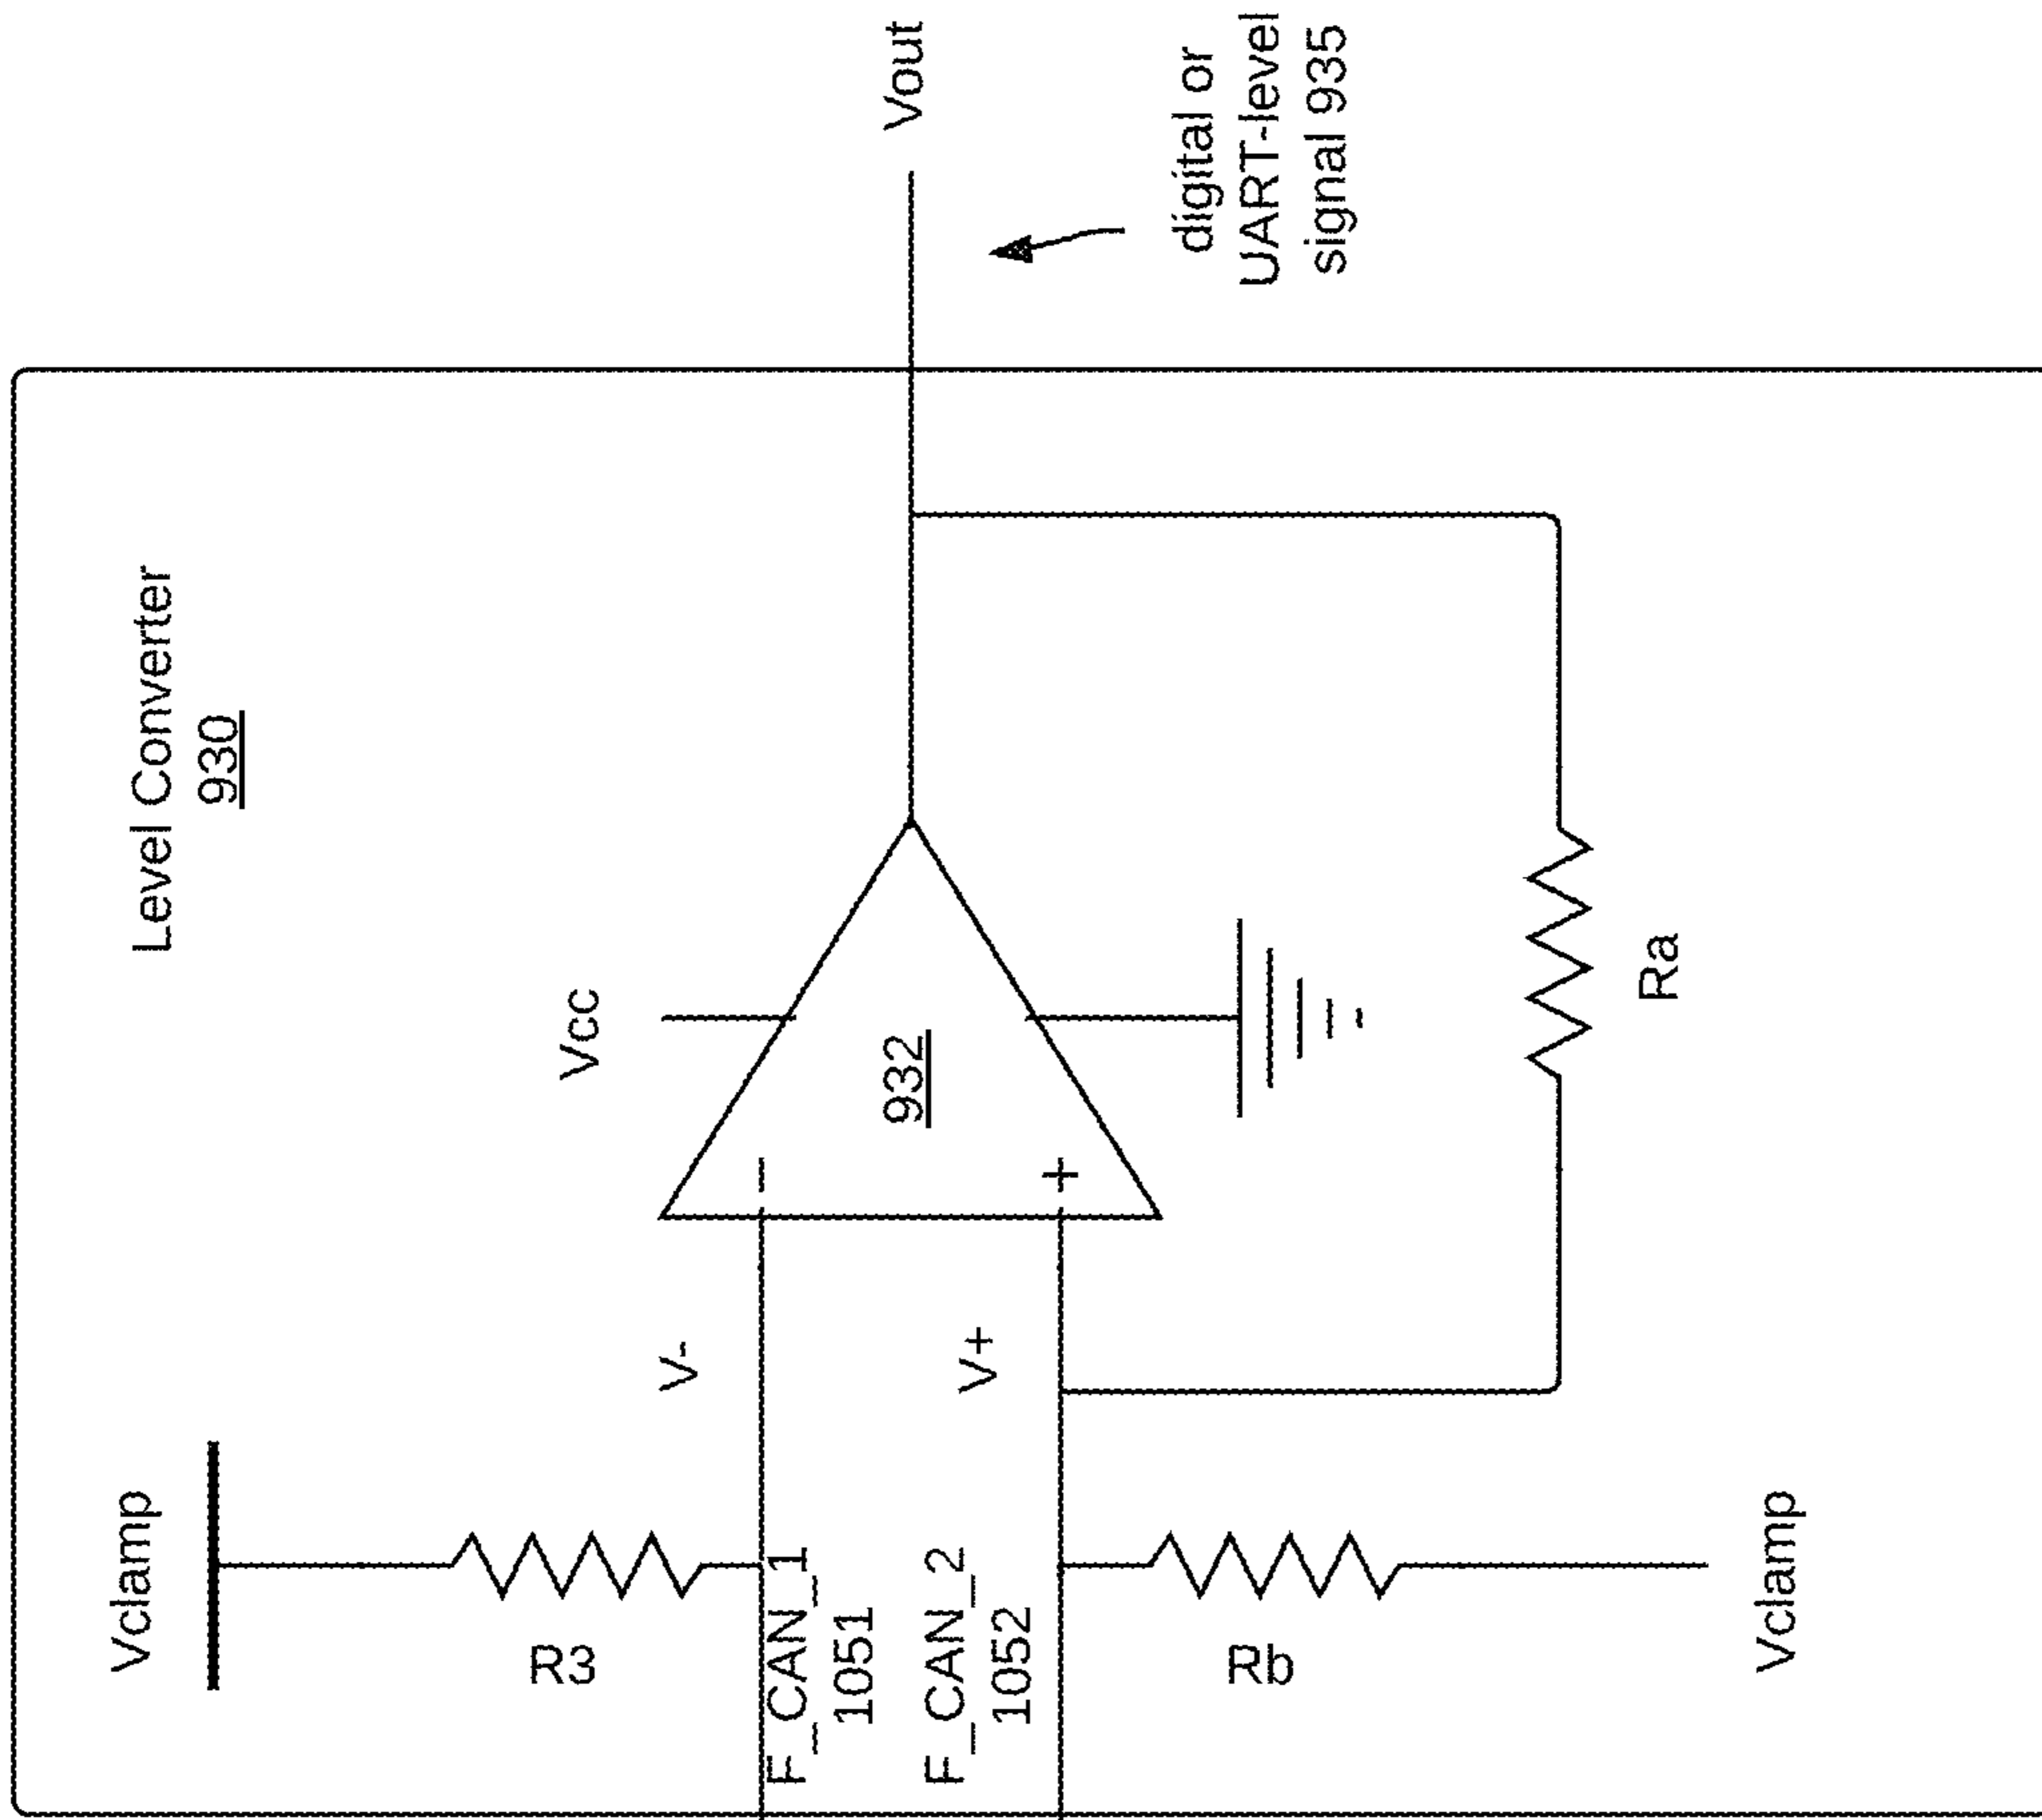 Level Converter
930
Vclamp
R3
F_CAN_1
1051
F_CAN_2
1052
Rb
Vclamp
V-
V+
−
+
932
Vcc
Ra
Vout
digital or
UART-level
signal 935